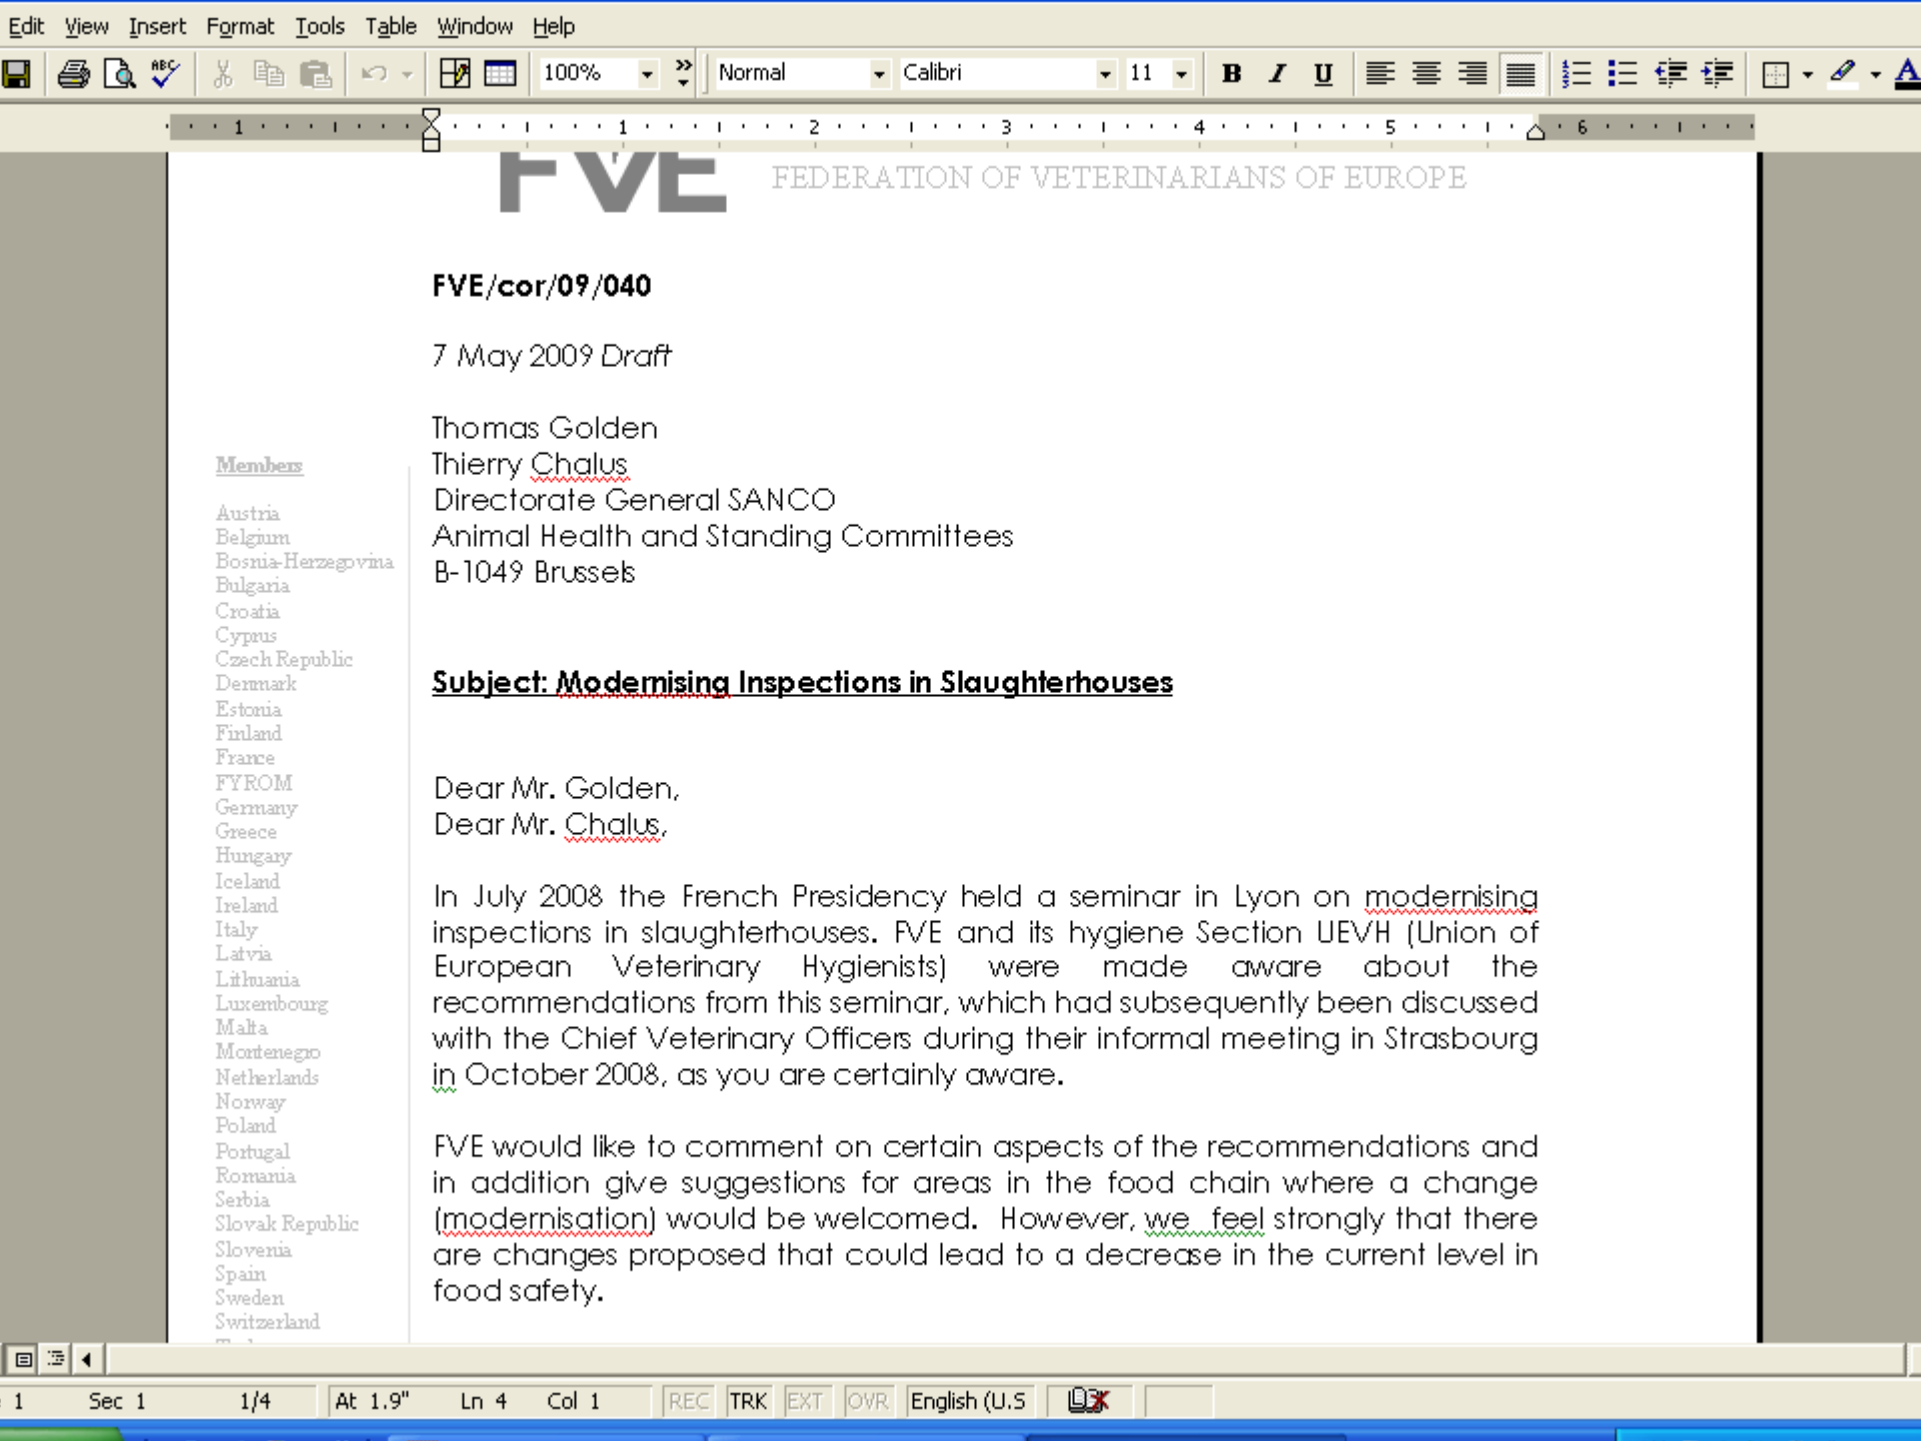 Edit View Insert Format Tools Table Window Help
ABC 100% » Normal Calibri 11 B I U A
1 1 2 3 4 5 6
FVE FEDERATION OF VETERINARIANS OF EUROPE
FVE/cor/09/040
7 May 2009 Draft
Thomas Golden
Thierry Chalus
Directorate General SANCO
Animal Health and Standing Committees
B-1049 Brussels
Subject: Modernising Inspections in Slaughterhouses
Dear Mr. Golden,
Dear Mr. Chalus,
In July 2008 the French Presidency held a seminar in Lyon on modernising
inspections in slaughterhouses. FVE and its hygiene Section UEVH (Union of
European Veterinary Hygienists) were made aware about the
recommendations from this seminar, which had subsequently been discussed
with the Chief Veterinary Officers during their informal meeting in Strasbourg
in October 2008, as you are certainly aware.
FVE would like to comment on certain aspects of the recommendations and
in addition give suggestions for areas in the food chain where a change
(modernisation) would be welcomed.  However, we  feel strongly that there
are changes proposed that could lead to a decrease in the current level in
food safety.
Members
Austria
Belgium
Bosnia-Herzegovina
Bulgaria
Croatia
Cyprus
Czech Republic
Denmark
Estonia
Finland
France
FYROM
Germany
Greece
Hungary
Iceland
Ireland
Italy
Latvia
Lithuania
Luxembourg
Malta
Montenegro
Netherlands
Norway
Poland
Portugal
Romania
Serbia
Slovak Republic
Slovenia
Spain
Sweden
Switzerland
1 Sec 1 1/4 At 1.9" Ln 4 Col 1 REC TRK EXT OVR English (U.S